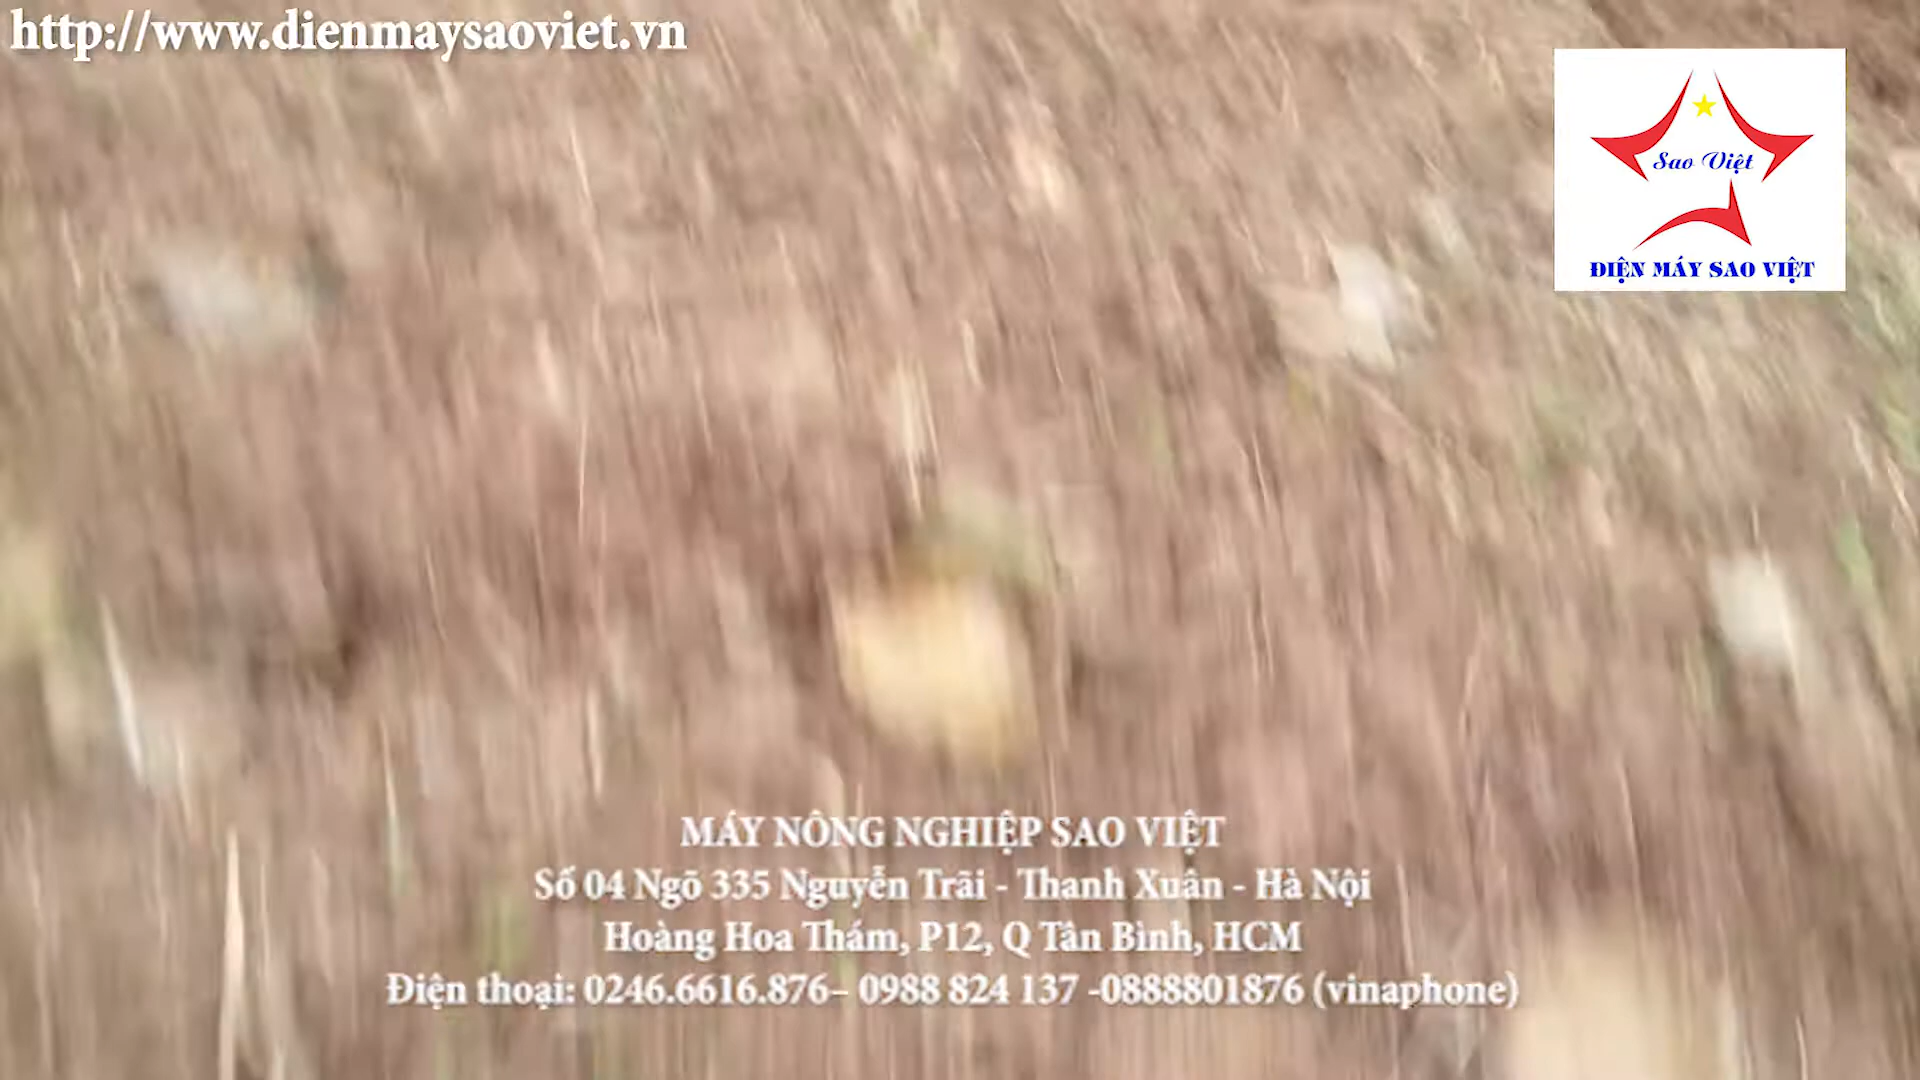 http://www.dienmaysaoviet.vn
Sao Việt
ĐIỆN MÁY SAO VIỆT
MÁY NÔNG NGHIỆP SAO VIỆT
Số 04 Ngõ 335 Nguyễn Trãi - Thanh Xuân - Hà Nội
Hoàng Hoa Thám, P12, Q Tân Bình, HCM
Điện thoại: 0246.6616.876– 0988 824 137 -0888801876 (vinaphone)